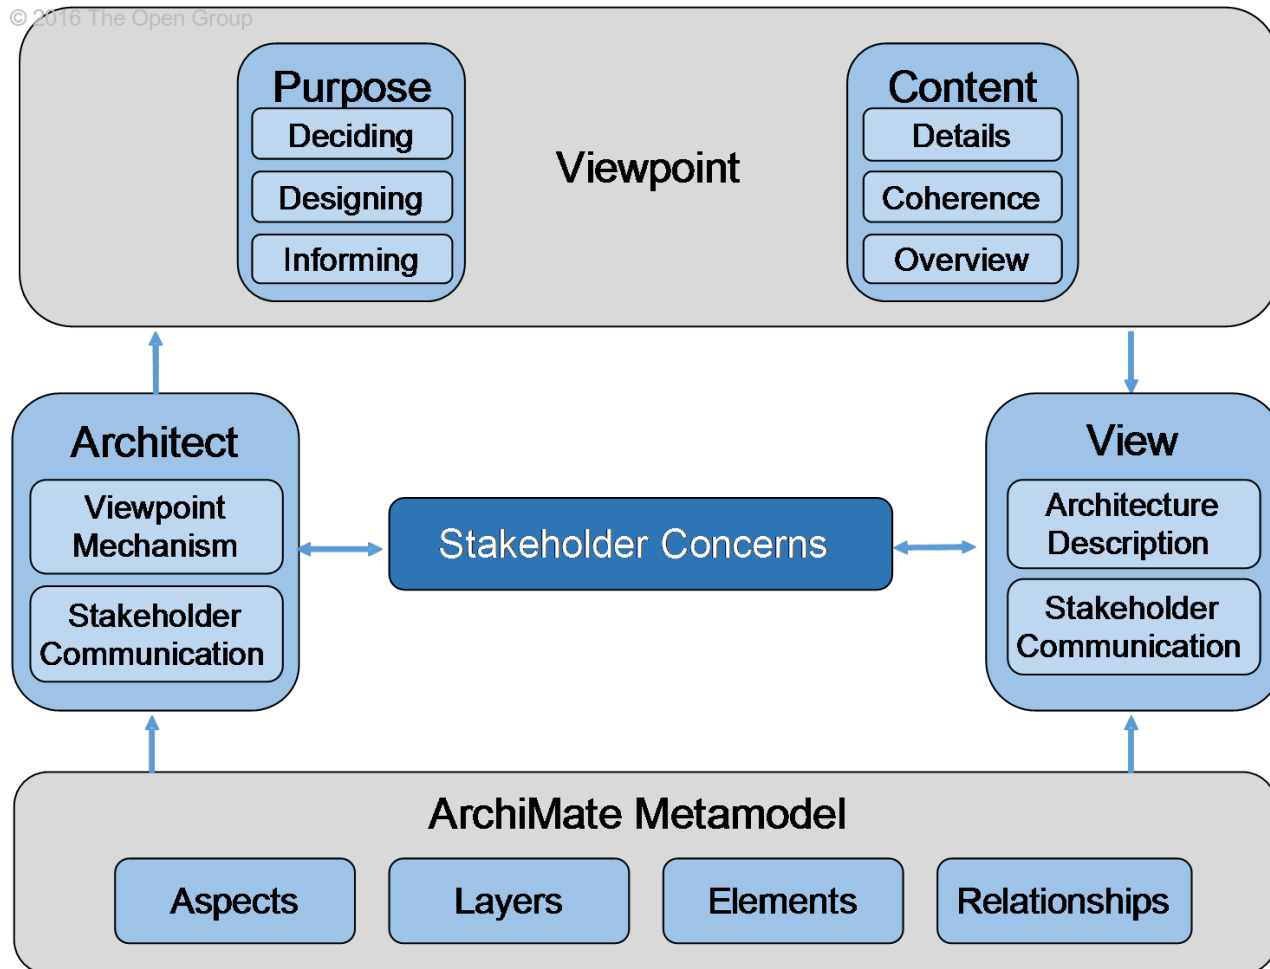 © 2016 The Open Group
Purpose
Deciding
Designing
Informing
Viewpoint
Content
Details
Coherence
Overview
Architect
Viewpoint
Mechanism
Stakeholder
Communication
Stakeholder Concerns
View
Architecture
Description
Stakeholder
Communication
ArchiMate Metamodel
Aspects
Layers
Elements
Relationships